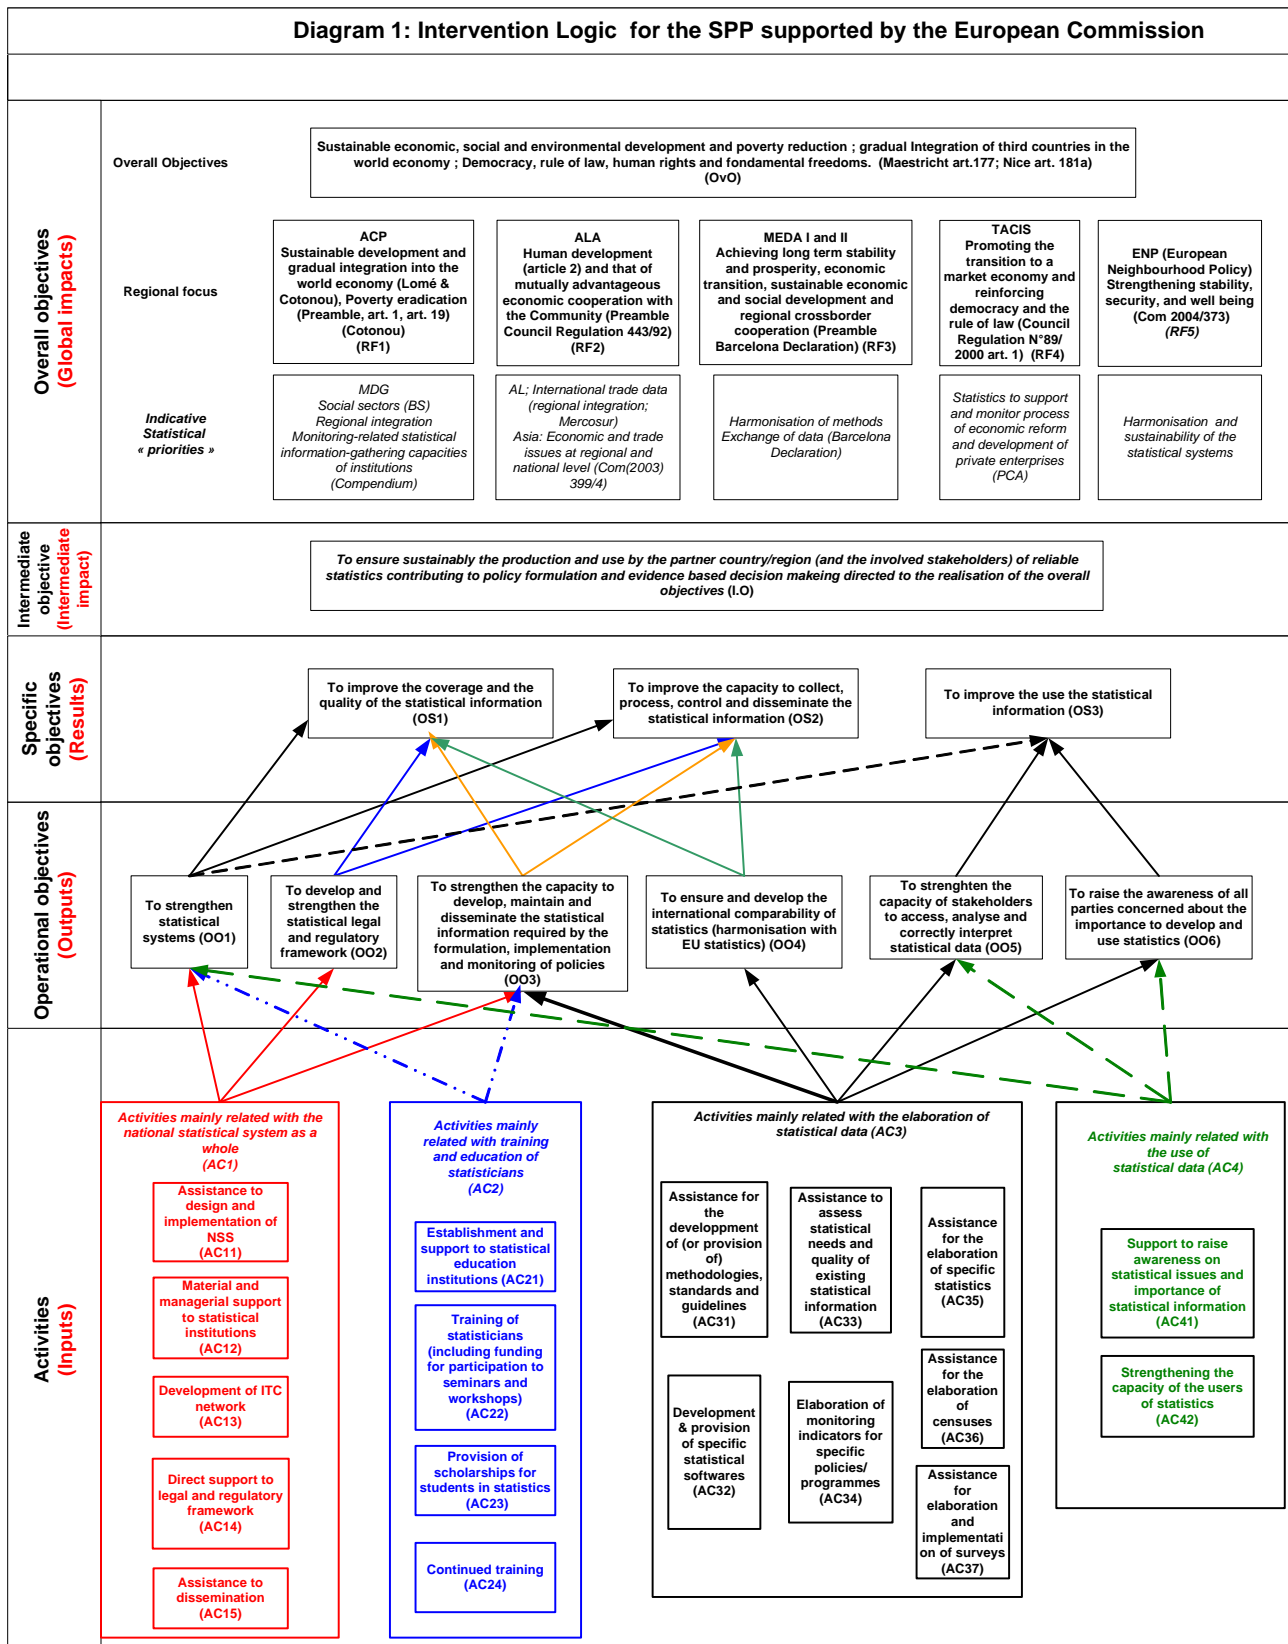 Diagram 1: Intervention Logic  for the SPP supported by the European Commission
Overall objectives
(Global impacts)
Overall Objectives
Sustainable economic, social and environmental development and poverty reduction ; gradual Integration of third countries in the
world economy ; Democracy, rule of law, human rights and fondamental freedoms.  (Maestricht art.177; Nice art. 181a)
(OvO)
Regional focus
ACP
Sustainable development and
gradual integration into the
world economy (Lomé &
Cotonou), Poverty eradication
(Preamble, art. 1, art. 19)
(Cotonou)
(RF1)
ALA
Human development
(article 2) and that of
mutually advantageous
economic cooperation with
the Community (Preamble
Council Regulation 443/92)
(RF2)
MEDA I and II
Achieving long term stability
and prosperity, economic
transition, sustainable economic
and social development and
regional crossborder
cooperation (Preamble
Barcelona Declaration) (RF3)
TACIS
Promoting the
transition to a
market economy and
reinforcing
democracy and the
rule of law (Council
Regulation N°89/
2000 art. 1)  (RF4)
ENP (European
Neighbourhood Policy)
Strengthening stability,
security, and well being
(Com 2004/373)
(RF5)
Indicative
Statistical
« priorities »
MDG
Social sectors (BS)
Regional integration
Monitoring-related statistical
information-gathering capacities
of institutions
(Compendium)
AL; International trade data
(regional integration;
Mercosur)
Asia: Economic and trade
issues at regional and
national level (Com(2003)
399/4)
Harmonisation of methods
Exchange of data (Barcelona
Declaration)
Statistics to support
and monitor process
of economic reform
and development of
private enterprises
(PCA)
Harmonisation  and
sustainability of the
statistical systems
Intermediate
objective
(Intermediate
impact)
To ensure sustainably the production and use by the partner country/region (and the involved stakeholders) of reliable
statistics contributing to policy formulation and evidence based decision makeing directed to the realisation of the overall
objectives (I.O)
Specific
objectives
(Results)
To improve the coverage and the
quality of the statistical information
(OS1)
To improve the capacity to collect,
process, control and disseminate the
statistical information (OS2)
To improve the use the statistical
information (OS3)
Operational objectives
(Outputs)
To strengthen
statistical
systems (OO1)
To develop and
strengthen the
statistical legal
and regulatory
framework (OO2)
To strengthen the capacity to
develop, maintain and
disseminate the statistical
information required by the
formulation, implementation
and monitoring of policies
(OO3)
To ensure and develop the
international comparability of
statistics (harmonisation with
EU statistics) (OO4)
To strenghten the
capacity of stakeholders
to access, analyse and
correctly interpret
statistical data (OO5)
To raise the awareness of all
parties concerned about the
importance to develop and
use statistics (OO6)
Activities
(Inputs)
Activities mainly related with the
national statistical system as a
whole
(AC1)
Assistance to
design and
implementation of
NSS
(AC11)
Material and
managerial support
to statistical
institutions
(AC12)
Development of ITC
network
(AC13)
Direct support to
legal and regulatory
framework
(AC14)
Assistance to
dissemination
(AC15)
Activities mainly
related with training
and education of
statisticians
(AC2)
Establishment and
support to statistical
education
institutions (AC21)
Training of
statisticians
(including funding
for participation to
seminars and
workshops)
(AC22)
Provision of
scholarships for
students in statistics
(AC23)
Continued training
(AC24)
Activities mainly related with the elaboration of
statistical data (AC3)
Assistance for
the
developpment
of (or provision
of)
methodologies,
standards and
guidelines
(AC31)
Assistance to
assess
statistical
needs and
quality of
existing
statistical
information
(AC33)
Assistance
for the
elaboration
of specific
statistics
(AC35)
Development
& provision
of specific
statistical
softwares
(AC32)
Elaboration of
monitoring
indicators for
specific
policies/
programmes
(AC34)
Assistance
for the
elaboration
of
censuses
(AC36)
Assistance
for
elaboration
and
implementati
on of surveys
(AC37)
Activities mainly related with
the use of
statistical data (AC4)
Support to raise
awareness on
statistical issues and
importance of
statistical information
(AC41)
Strengthening the
capacity of the users
of statistics
(AC42)